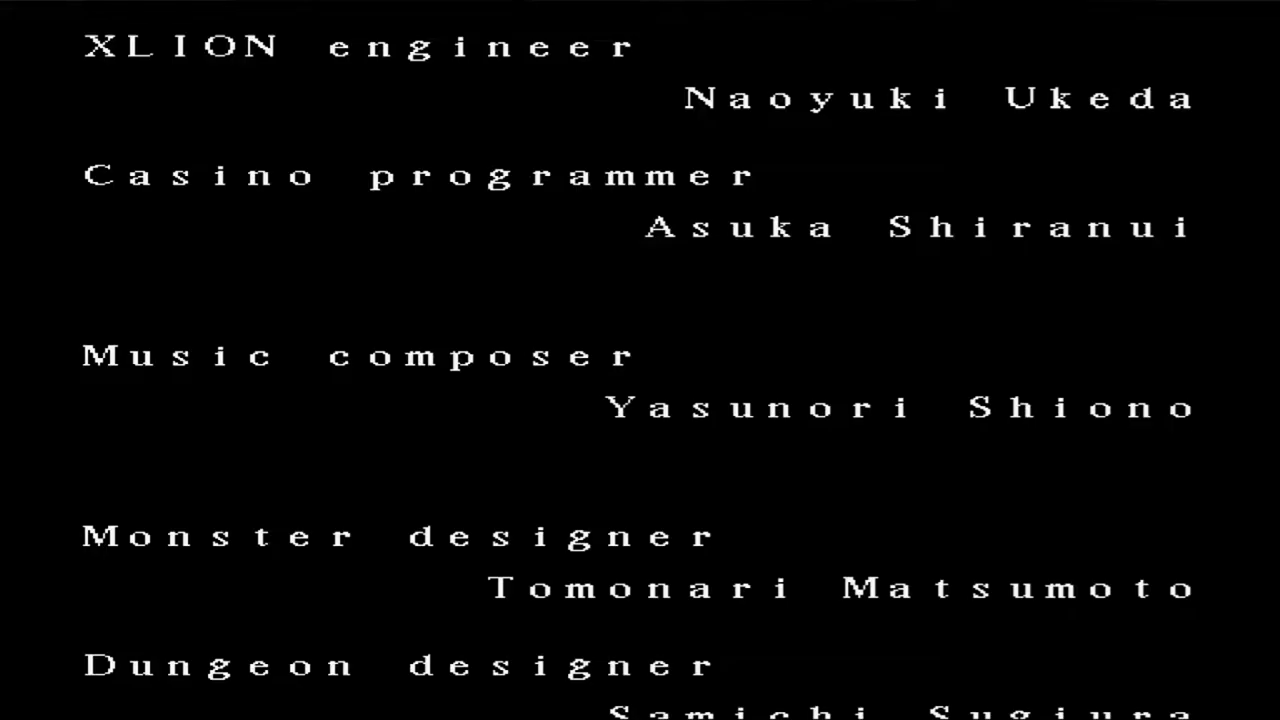 XLION engineer
Naoyuki Ukeda
Casino programmer
Asuka Shiranui
Music composer
Yasunori Shiono
Monster designer
Tomonari Matsumoto
Dungeon designer
Samichi Sugiura